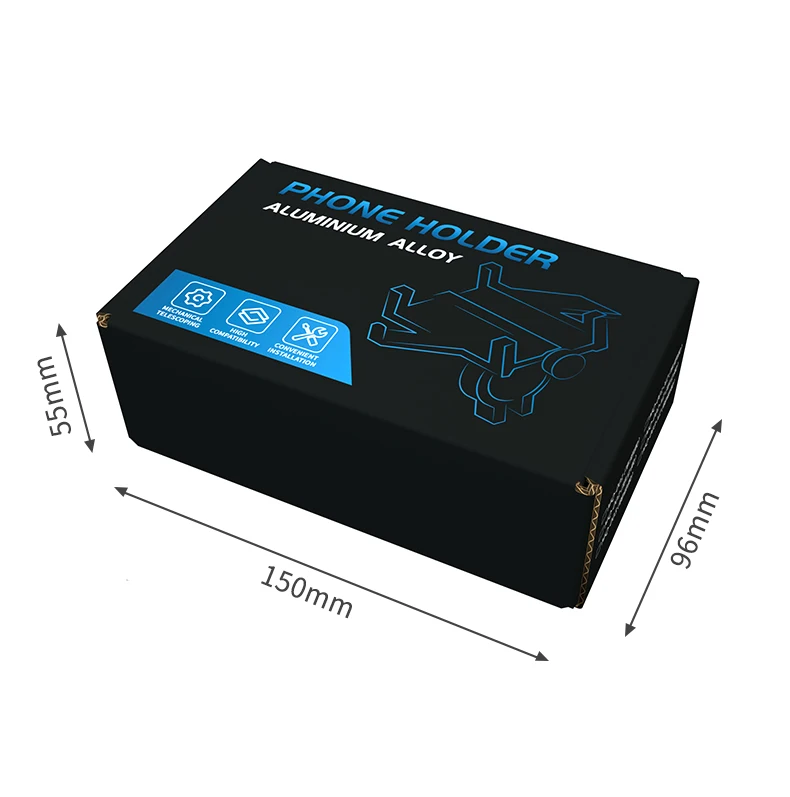 PHONE HOLDER
ALUMINIUM ALLOY
MECHANICAL
TELESCOPING
HIGH
COMPATIBILITY
CONVENIENT
INSTALLATION
55mm
150mm
96mm